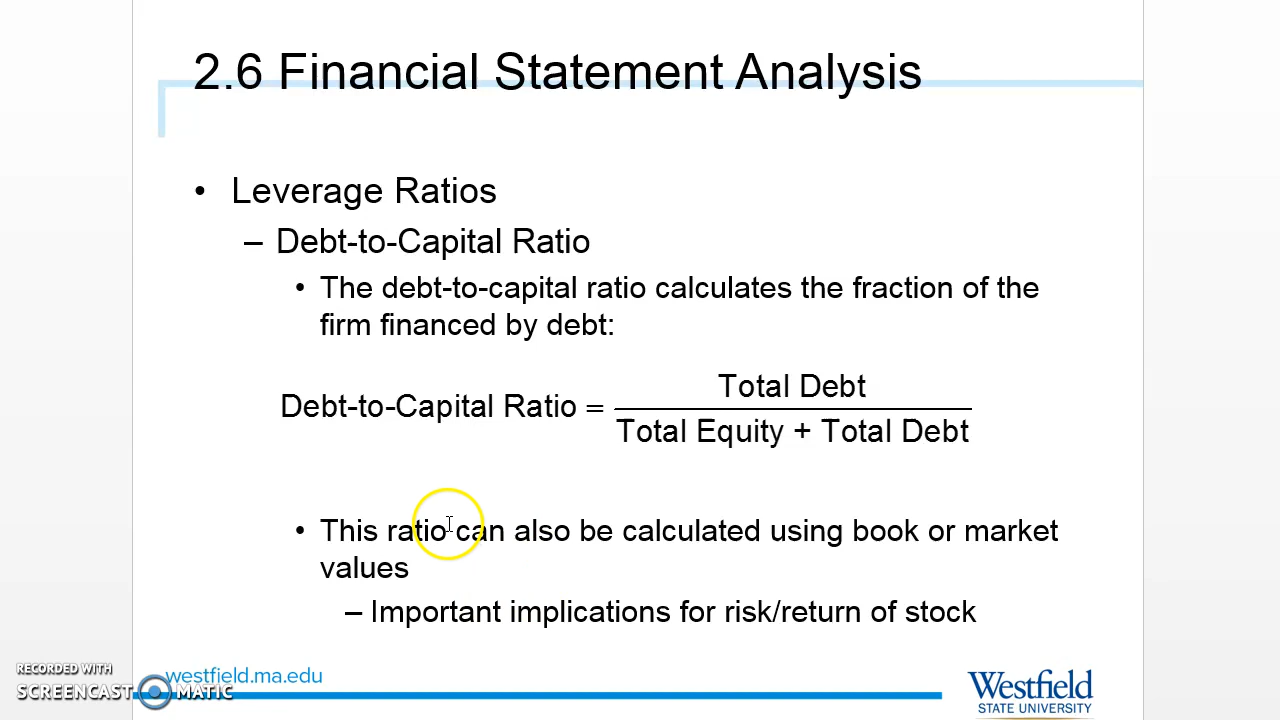 2.6 Financial Statement Analysis
• Leverage Ratios
– Debt-to-Capital Ratio
• The debt-to-capital ratio calculates the fraction of the
firm financed by debt:
Debt-to-Capital Ratio = Total Debt
Total Equity + Total Debt
• This ratio can also be calculated using book or market
values
– Important implications for risk/return of stock
RECORDED WITH
SCREENCAST MATIC
westfield.ma.edu
Westfield
STATE UNIVERSITY